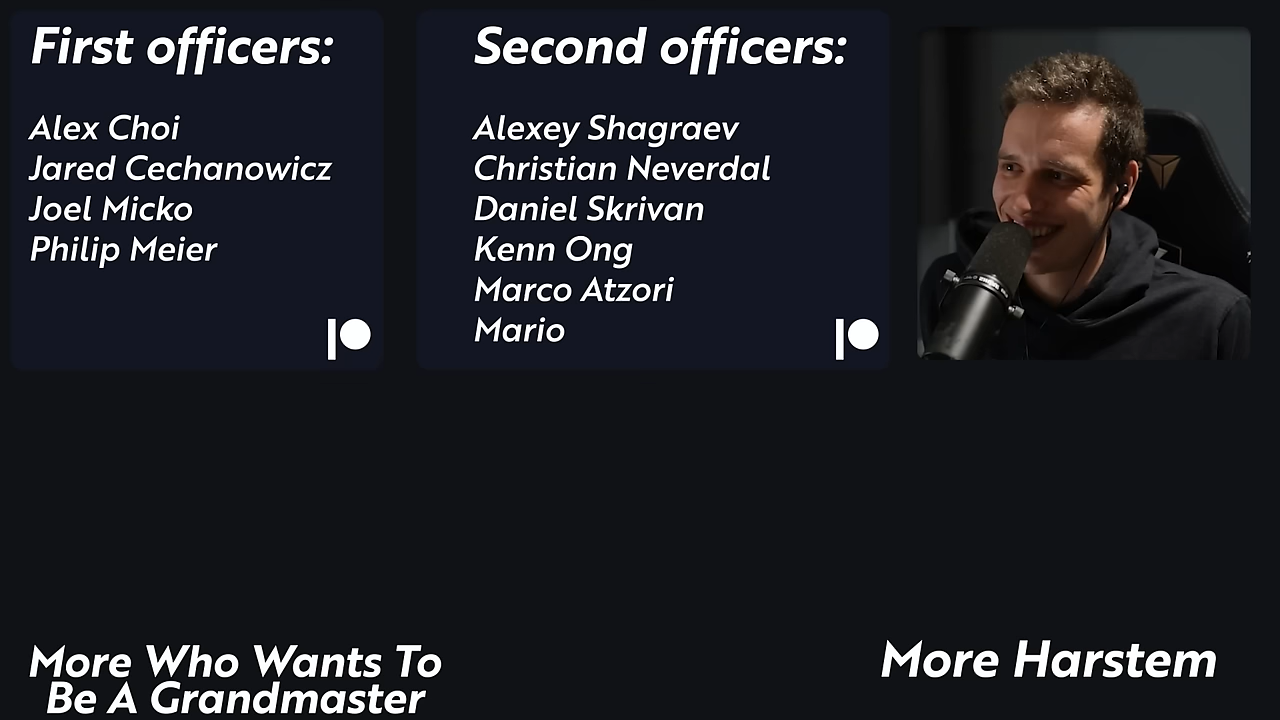 First officers:
Alex Choi
Jared Cechanowicz
Joel Micko
Philip Meier
Second officers:
Alexey Shagraev
Christian Neverdal
Daniel Skrivan
Kenn Ong
Marco Atzori
Mario
More Who Wants To
Be A Grandmaster
More Harstem